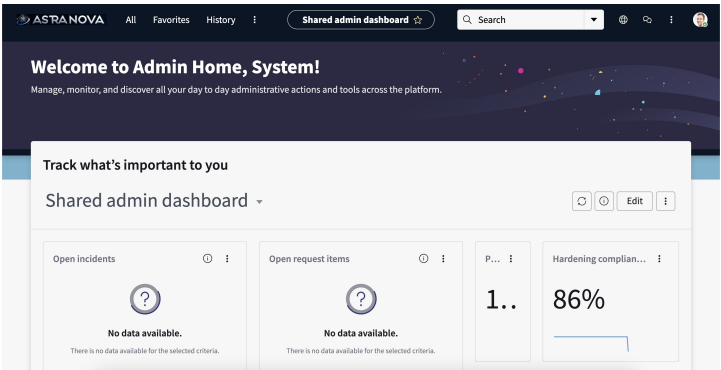 ASTRANOVA All Favorites History Shared admin dashboard Search
Welcome to Admin Home, System!
Manage, monitor, and discover all your day to day administrative actions and tools across the platform.
Track what's important to you
Shared admin dashboard
Edit
Open incidents
Open request items
P...
Hardening complian...
?
?
1..
86%
No data available.
No data available.
There is no data available for the selected criteria.
There is no data available for the selected criteria.